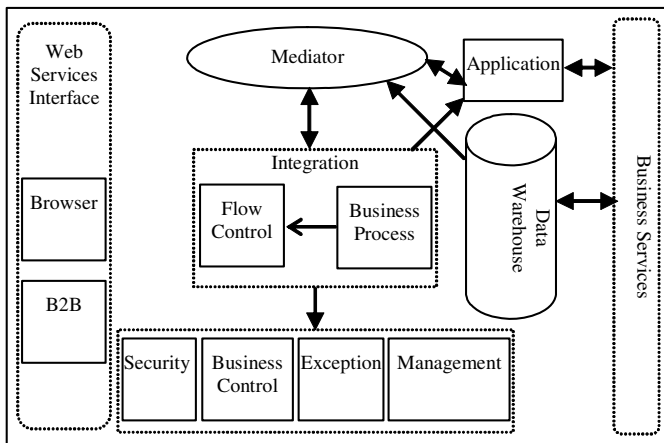 Web
Services
Interface
Browser
B2B
Mediator
Application
Integration
Flow
Control
Business
Process
Data
Warehouse
Business Services
Security
Business
Control
Exception
Management